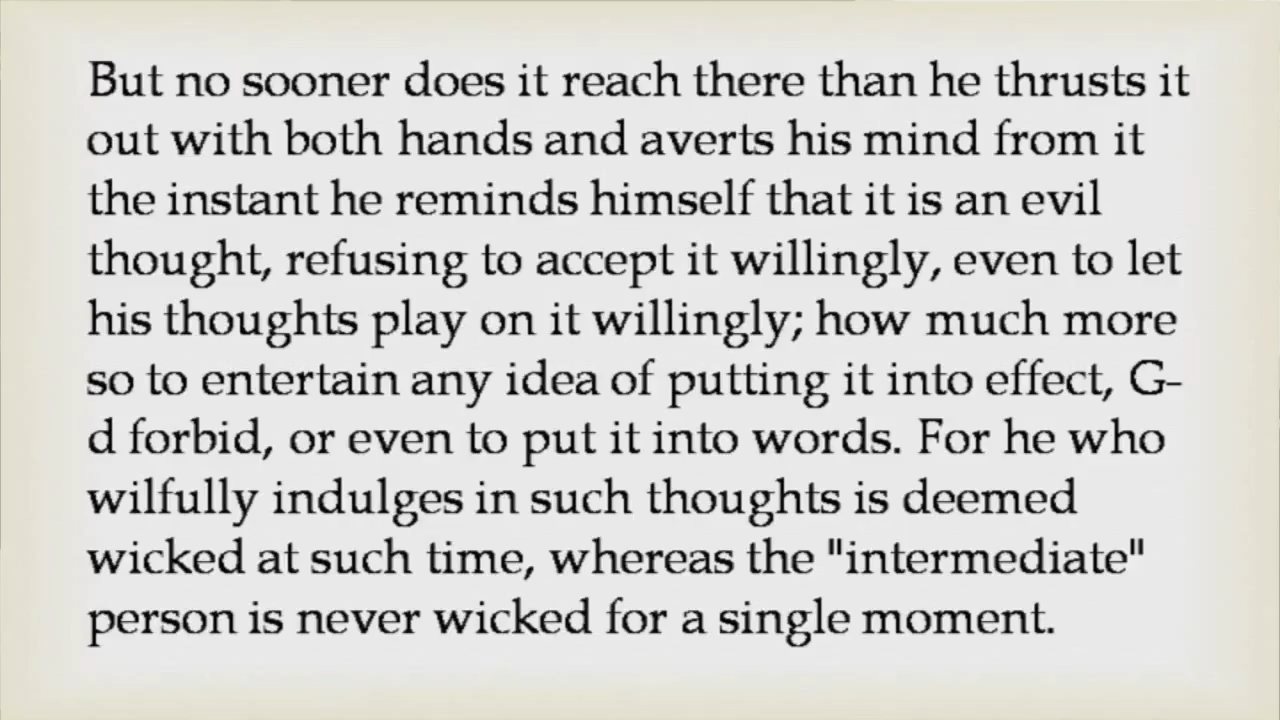 But no sooner does it reach there than he thrusts it
out with both hands and averts his mind from it
the instant he reminds himself that it is an evil
thought, refusing to accept it willingly, even to let
his thoughts play on it willingly; how much more
so to entertain any idea of putting it into effect, G-
d forbid, or even to put it into words. For he who
wilfully indulges in such thoughts is deemed
wicked at such time, whereas the "intermediate"
person is never wicked for a single moment.